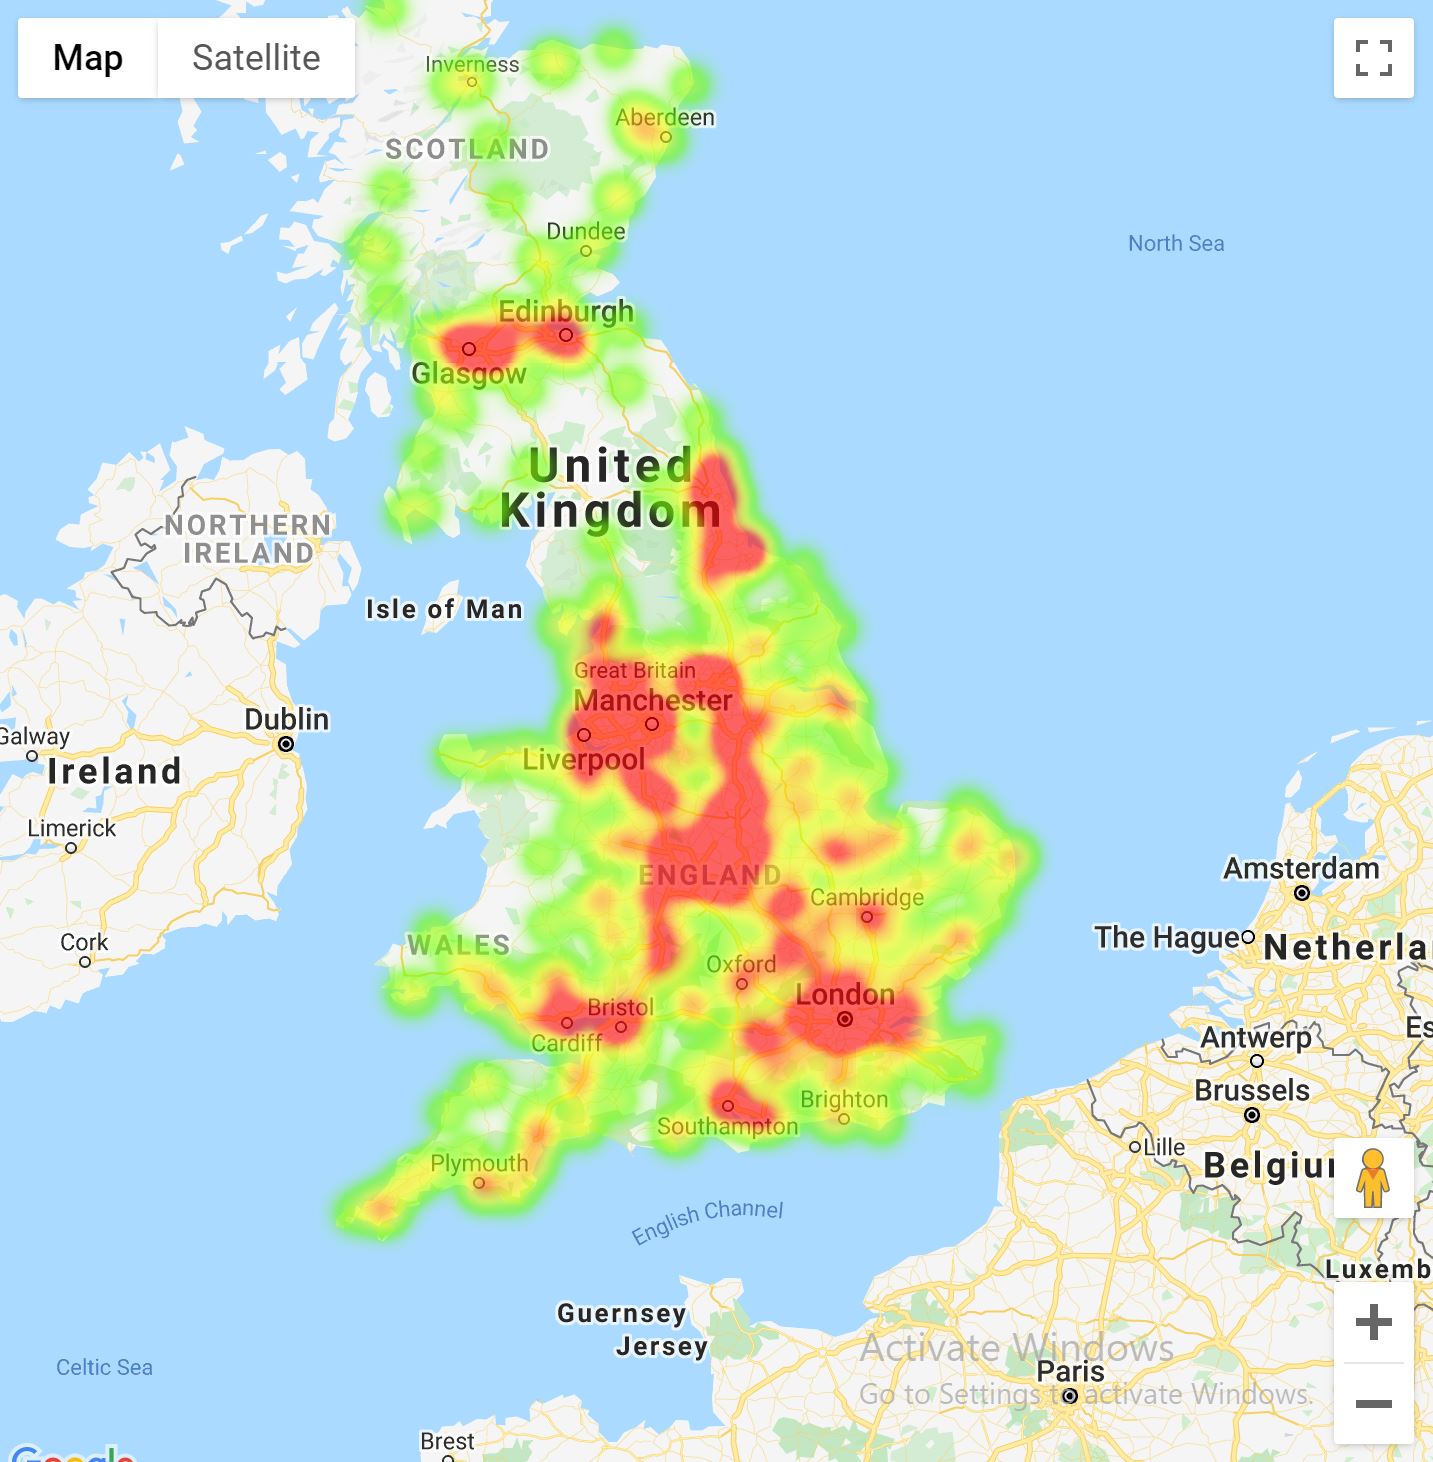 Map
Satellite
Inverness
Aberdeen
SCOTLAND
Dundee
North Sea
Edinburgh
Glasgow
United
Kingdom
NORTHERN
IRELAND
Isle of Man
Great Britain
Manchester
Dublin
Galway
Liverpool
Ireland
Limerick
ENGLAND
Amsterdam
Cambridge
Cork
WALES
The Hague
Netherla
Oxford
London
Bristol
Cardiff
Antwerp
Es
Brussels
Brighton
Southampton
Lille
Belgiu
Plymouth
English Channel
Luxemb
Guernsey
Jersey
Activate Windows
Celtic Sea
Paris
Go to Settings to activate Windows.
Brest
Google